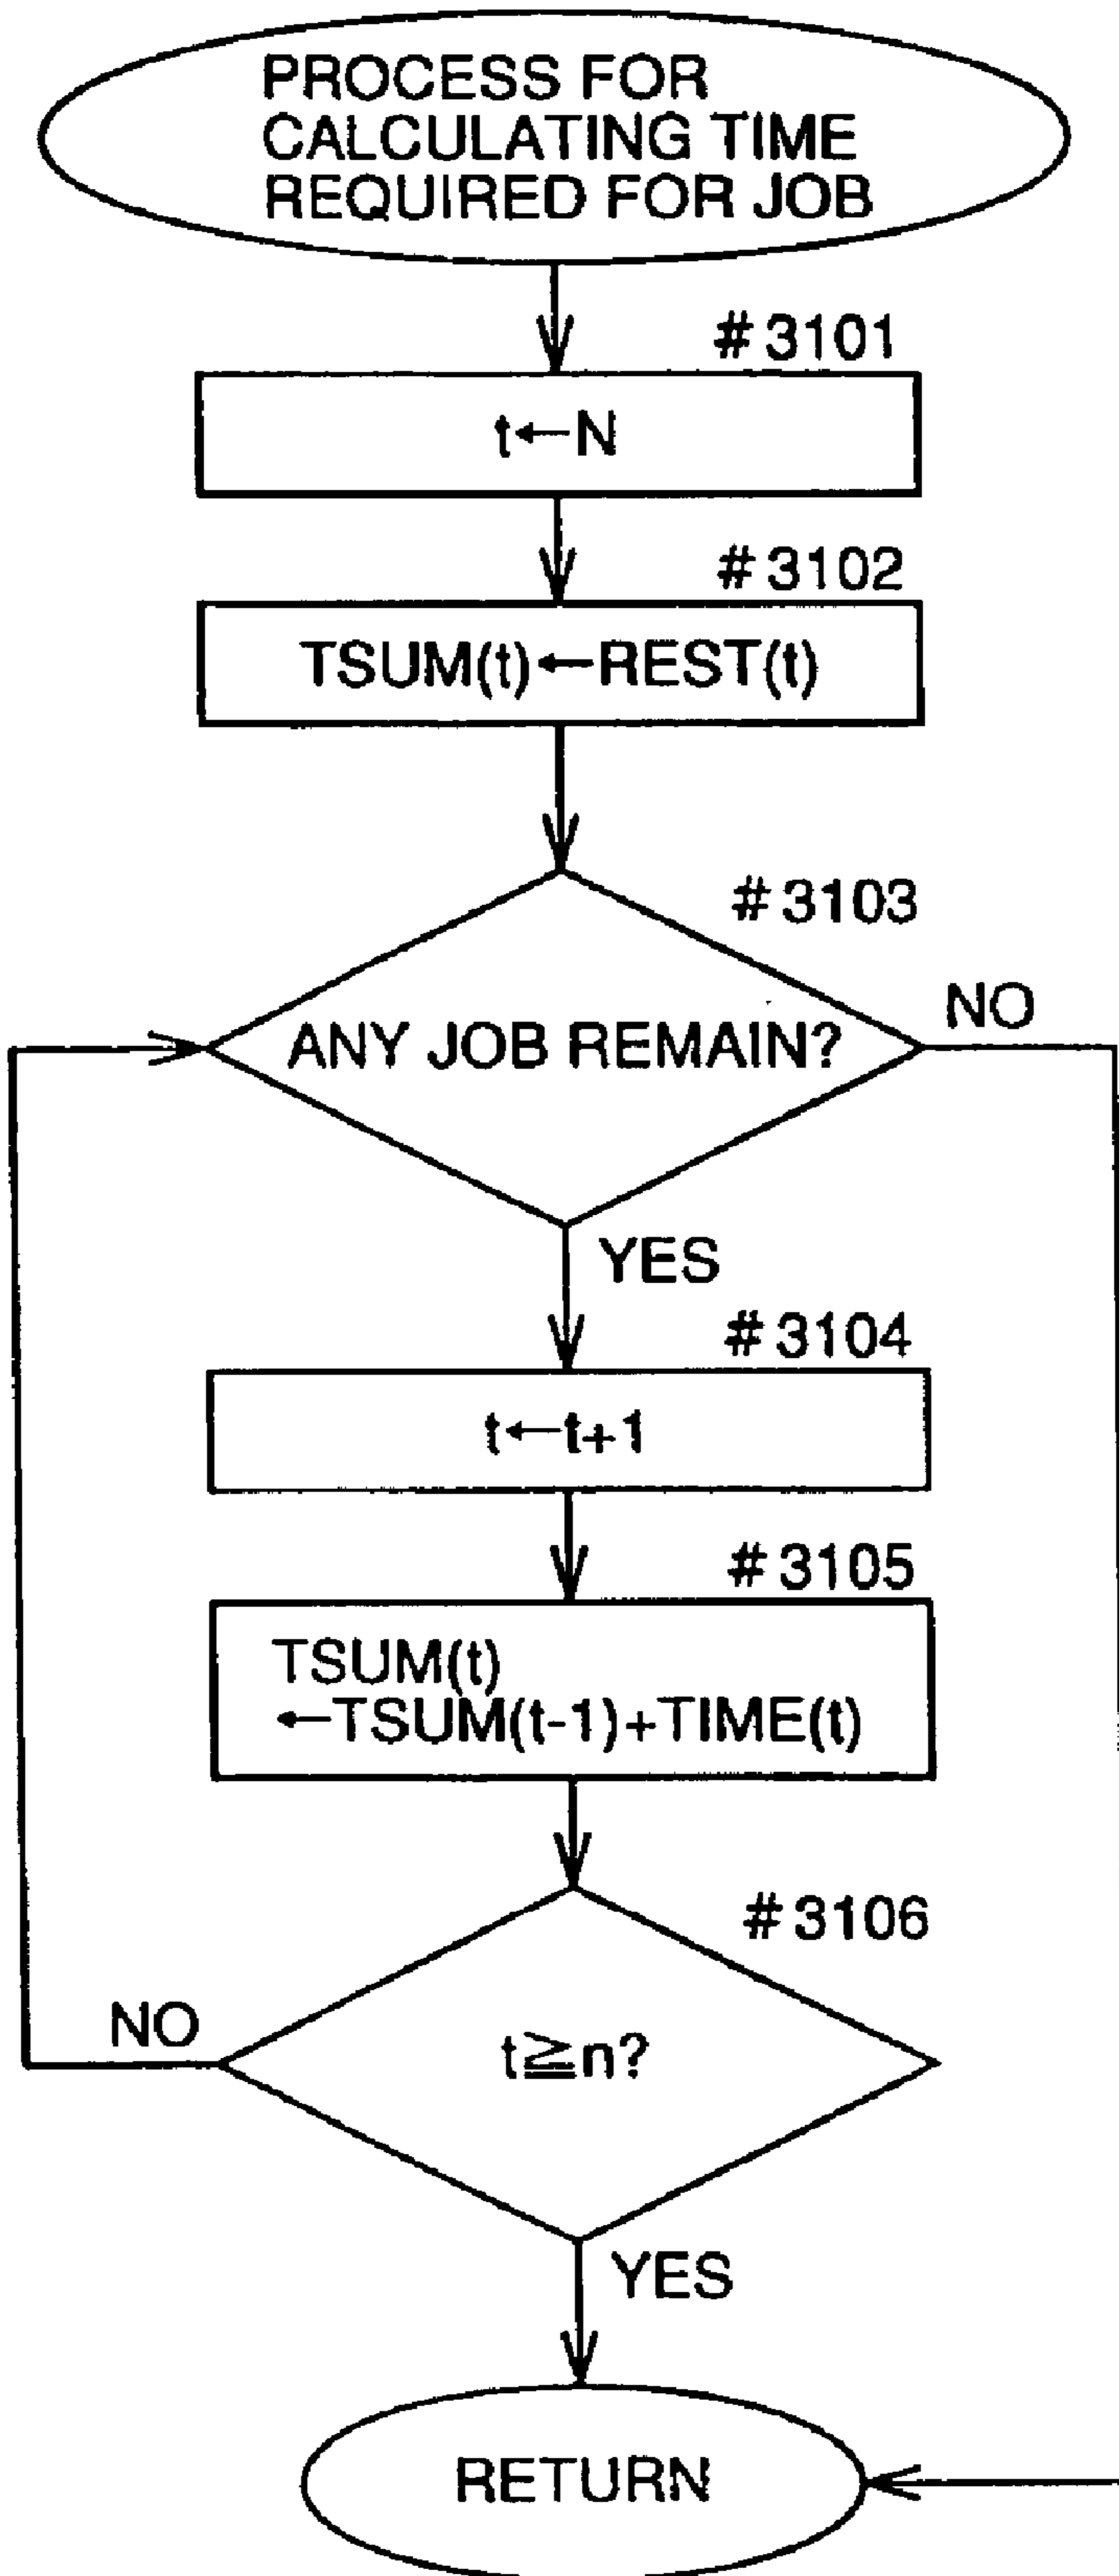 PROCESS FOR
CALCULATING TIME
REQUIRED FOR JOB
#3101
t←N
#3102
TSUM(t)←REST(t)
#3103
ANY JOB REMAIN?
NO
YES
#3104
t←t+1
#3105
TSUM(t)
←TSUM(t-1)+TIME(t)
#3106
t≧n?
NO
YES
RETURN